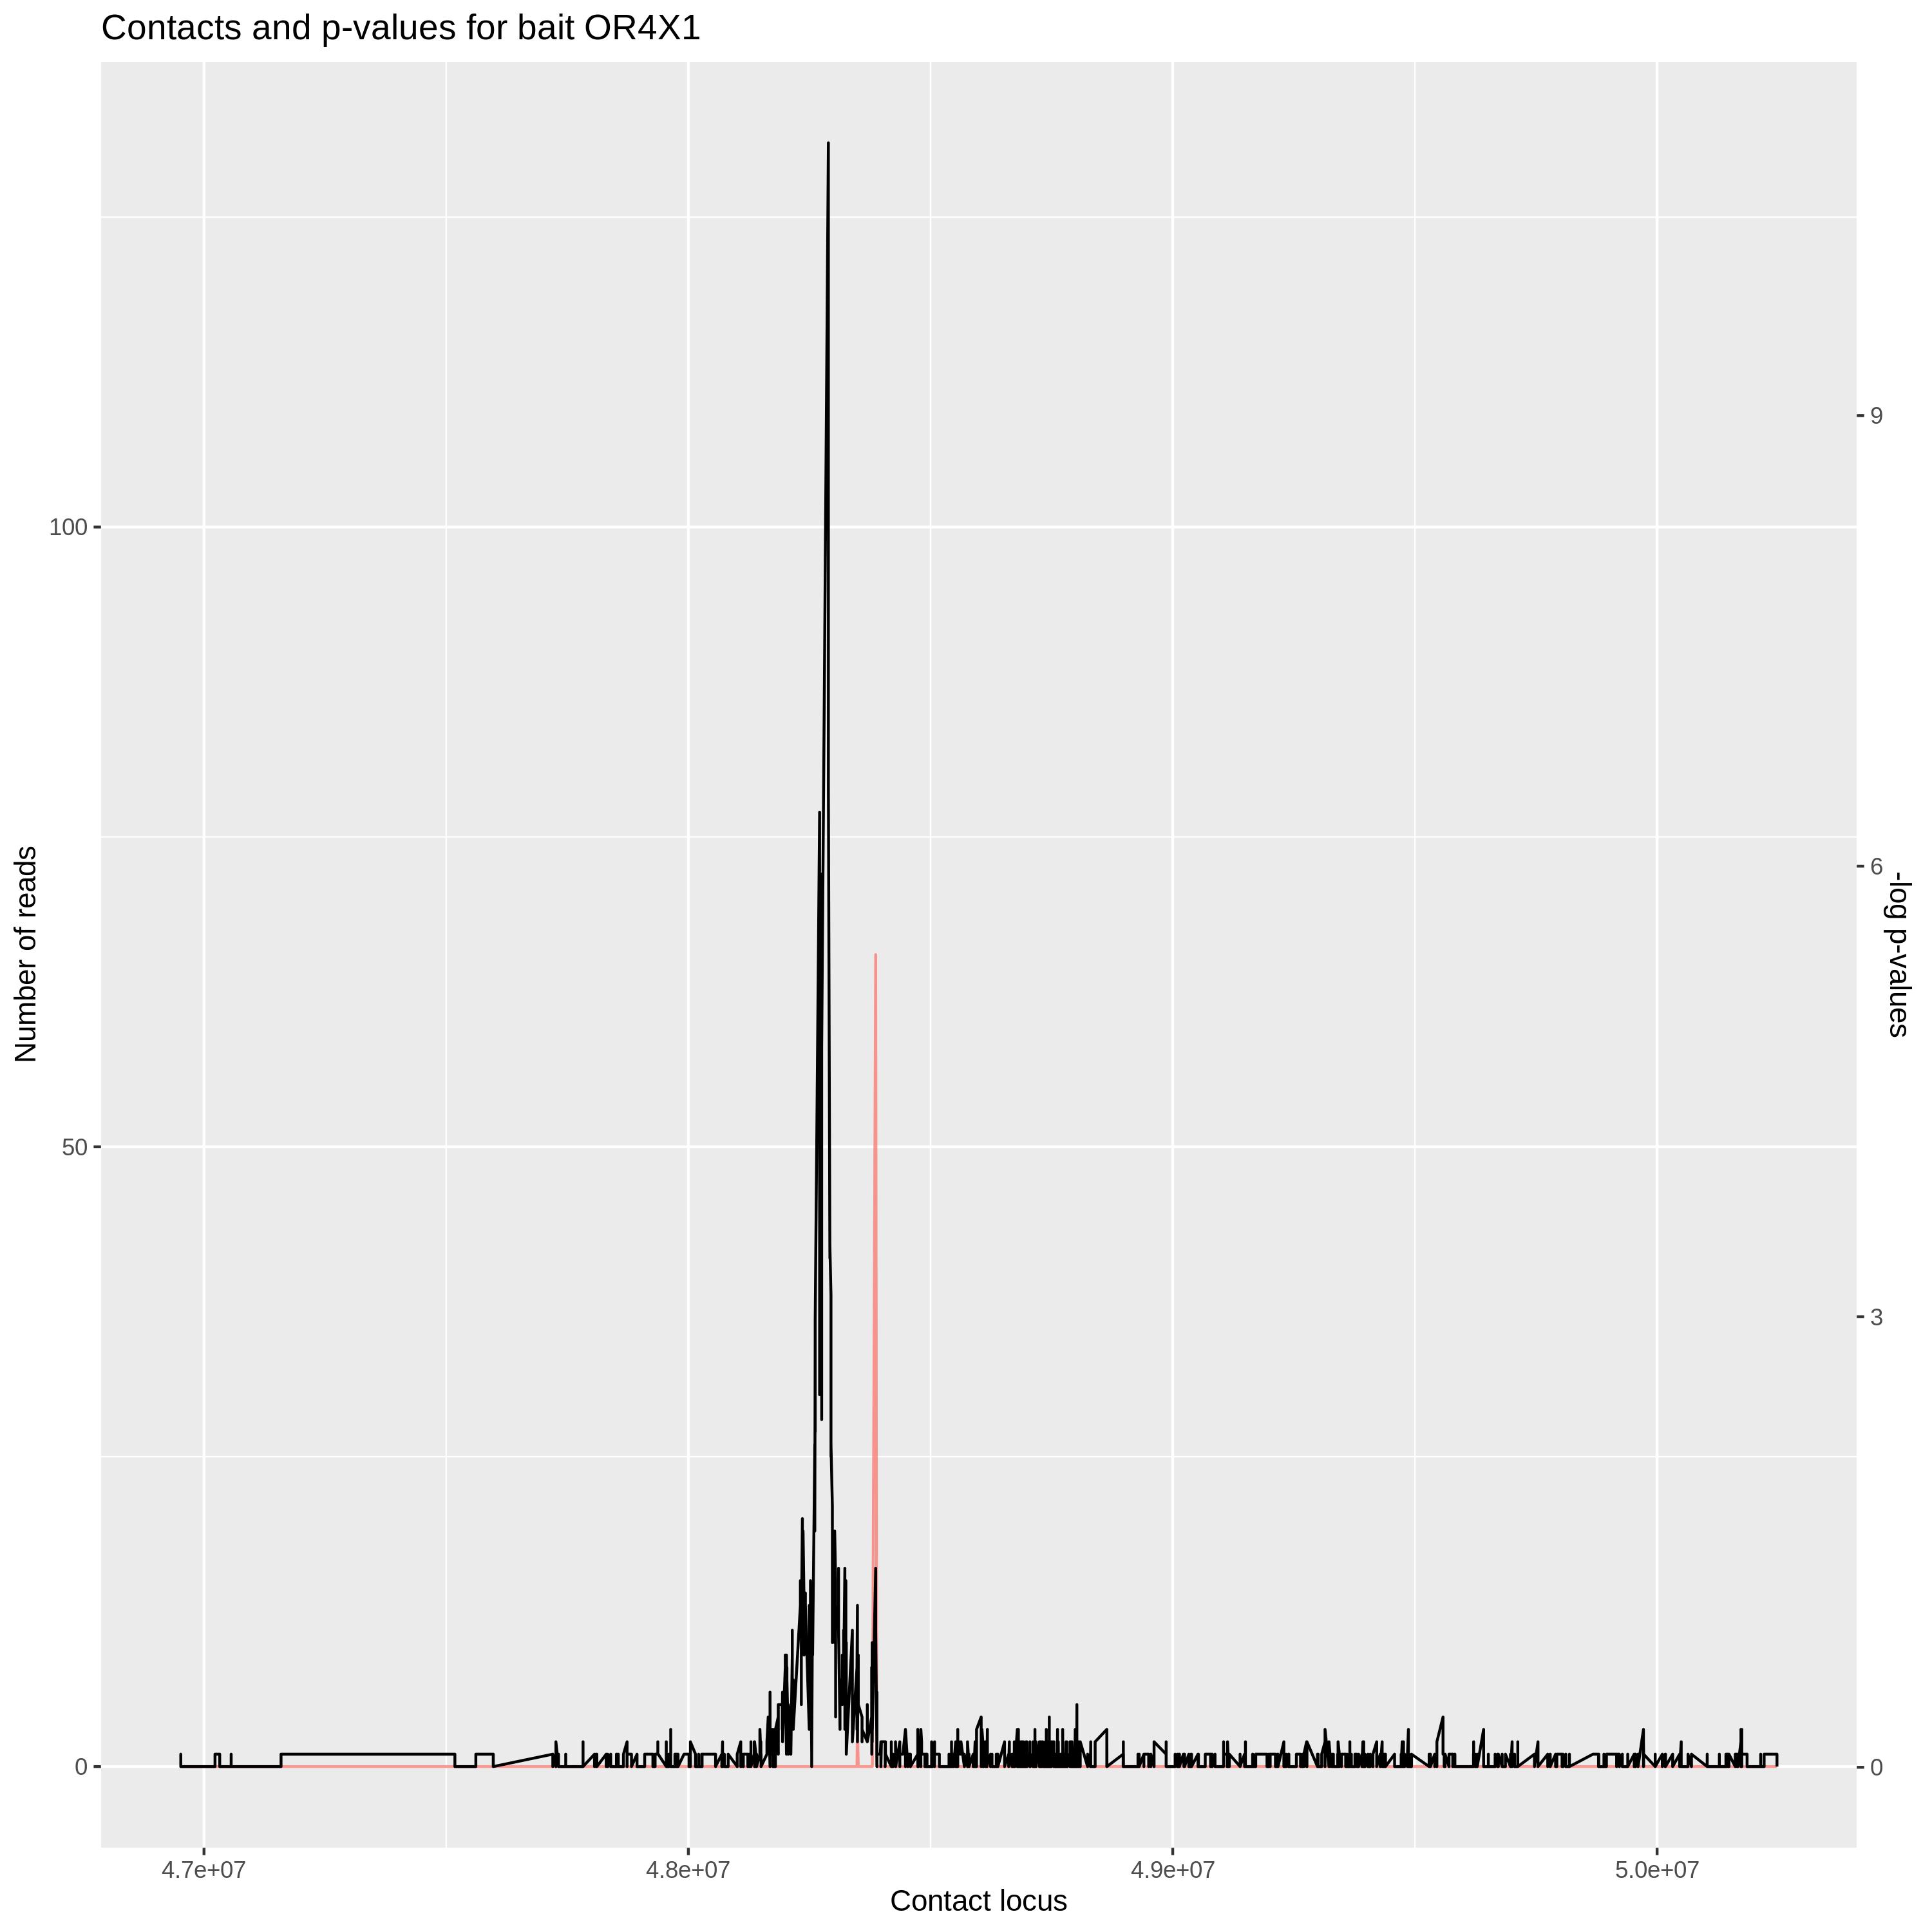 Contacts and p-values for bait OR4X1
100
50
0
Number of reads
9
6
3
0
-log p-values
4.7e+07
4.8e+07
4.9e+07
5.0e+07
Contact locus